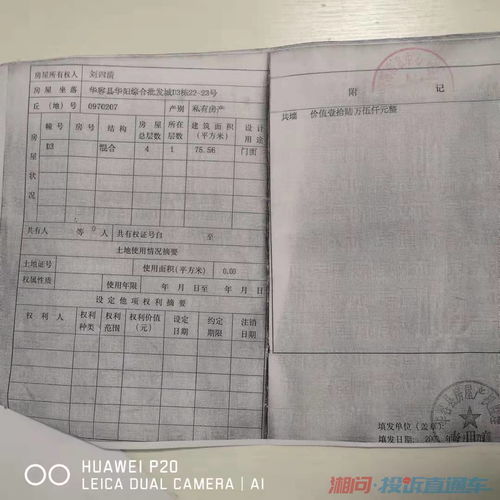 房屋所有权人 刘四前
房屋坐落 华容县华阳综合批发城D3栋22-23号
丘(地)号 0970207 产别 私有房产
房屋状况
幢号 房号 结构 房屋总层数 所在层数 建筑面积(平方米) 设计用途
D3 混合 4 1 75.56 门面
共有人 等 0 人 共有权证号自 至
土地使用情况摘要
土地证号 使用面积(平方米) 0.00
权属性质 使用年限 年 月 日至 年 月 日
设定他项权利摘要
权利人 权利种类 权利范围 权利价值(元) 设定日期 约定期限 注销日期
附 记
共墙 价值壹拾陆万伍仟元整
填发单位(盖章):
填发日期:
HUAWEI P20
LEICA DUAL CAMERA | AI
湘问·投诉直通车